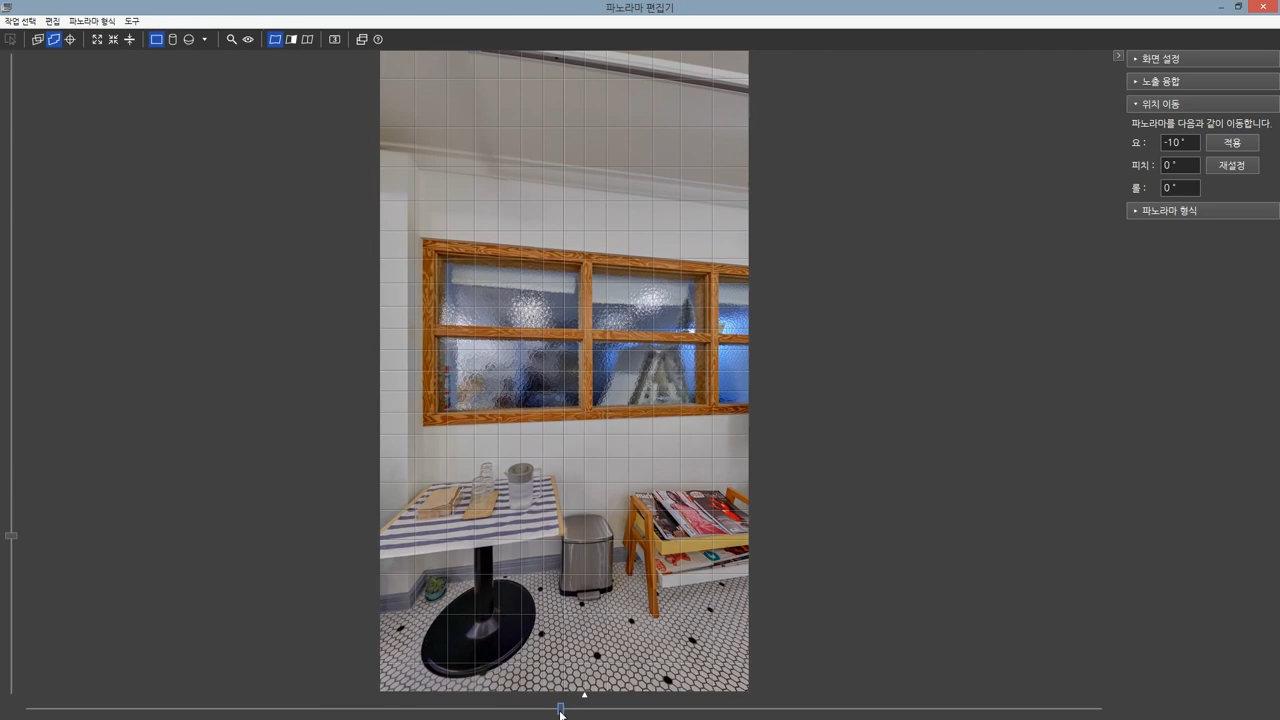 파노라마 편집기
작업 선택 편집 파노라마 형식 도구
화면 설정
노출 융합
위치 이동
파노라마를 다음과 같이 이동합니다.
요 : -10 ° 적용
피치 : 0 ° 재설정
롤 : 0 °
파노라마 형식